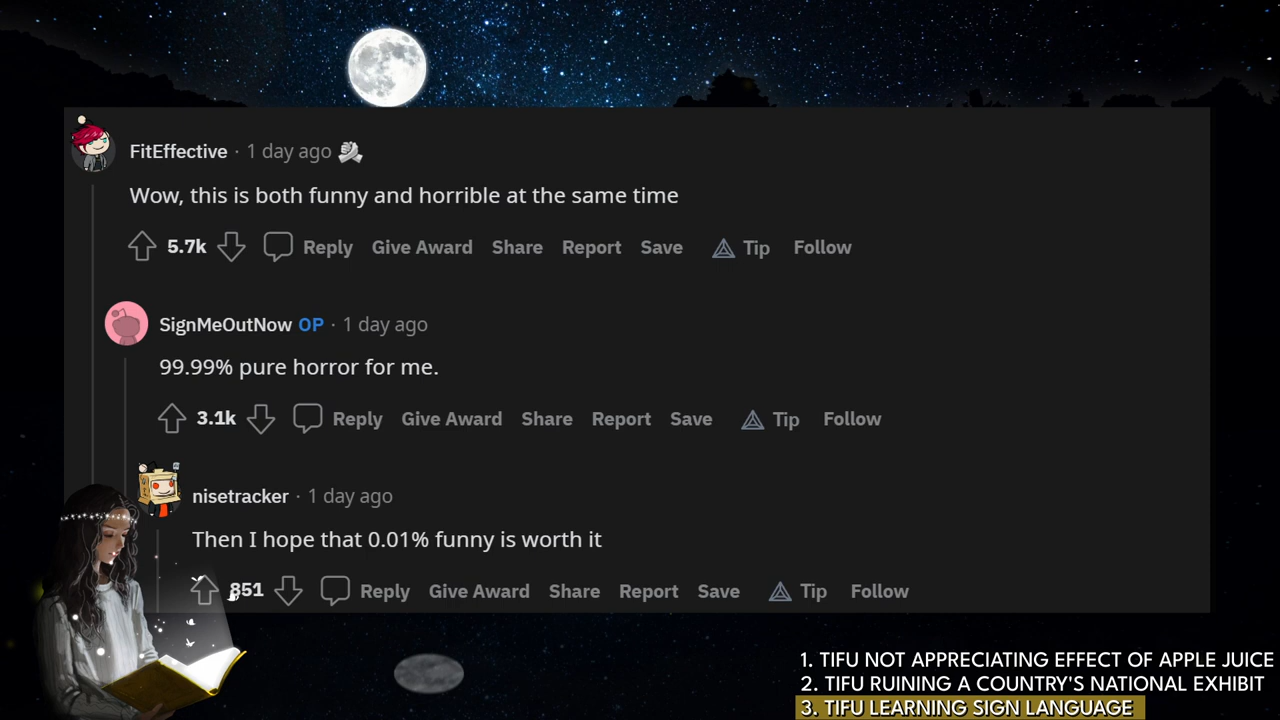 FitEffective · 1 day ago
Wow, this is both funny and horrible at the same time
5.7k Reply Give Award Share Report Save Tip Follow
SignMeOutNow OP · 1 day ago
99.99% pure horror for me.
3.1k Reply Give Award Share Report Save Tip Follow
nisetracker · 1 day ago
Then I hope that 0.01% funny is worth it
851 Reply Give Award Share Report Save Tip Follow
1. TIFU NOT APPRECIATING EFFECT OF APPLE JUICE
2. TIFU RUINING A COUNTRY'S NATIONAL EXHIBIT
3. TIFU LEARNING SIGN LANGUAGE